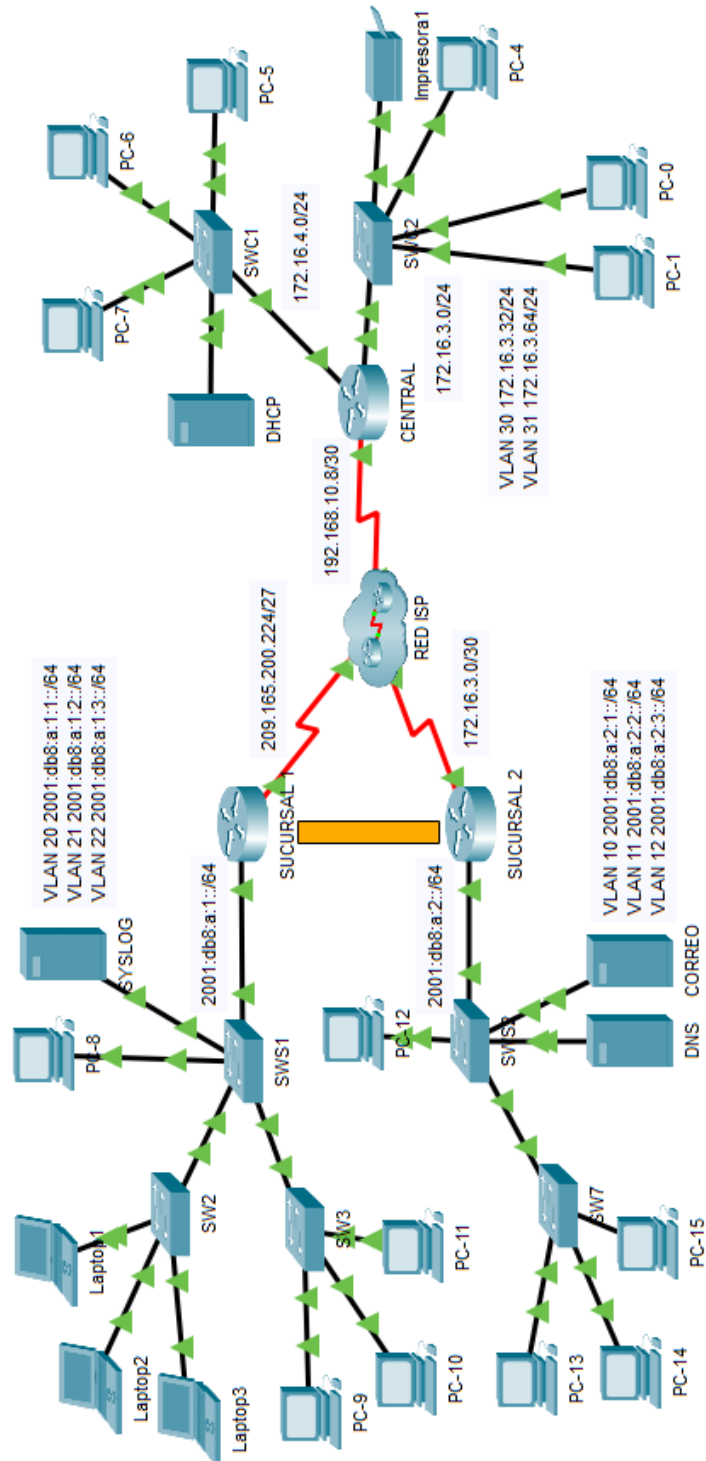 VLAN 20 2001:db8:a:1:1::/64
VLAN 21 2001:db8:a:1:2::/64
VLAN 22 2001:db8:a:1:3::/64
PC-6
PC-7
PC-5
SWC1
DHCP
172.16.4.0/24
Laptop1
Laptop2
Laptop3
SW2
PC-8
SYSLOG
SWS1
2001:db8:a:1::/64
SUCURSAL 1
209.165.200.224/27
192.168.10.8/30
CENTRAL
RED ISP
SW3
PC-9
PC-10
PC-11
172.16.3.0/24
SWC2
Impresora1
PC-4
PC-0
PC-1
VLAN 30 172.16.3.32/24
VLAN 31 172.16.3.64/24
172.16.3.0/30
SUCURSAL 2
2001:db8:a:2::/64
PC-12
SWS2
SW7
PC-13
PC-14
PC-15
DNS
CORREO
VLAN 10 2001:db8:a:2:1::/64
VLAN 11 2001:db8:a:2:2::/64
VLAN 12 2001:db8:a:2:3::/64